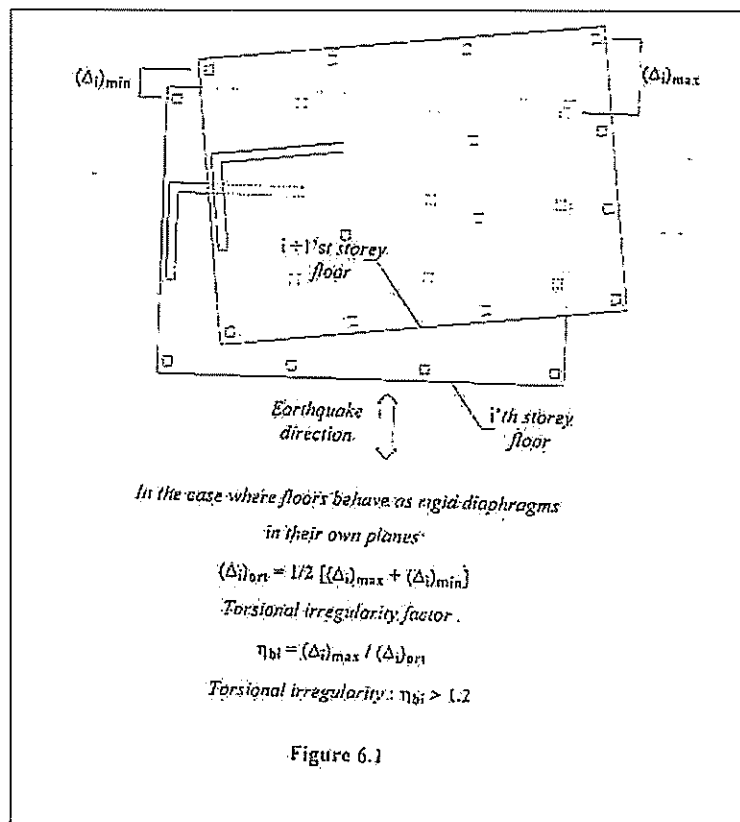 (Δi)min
(Δi)max
i+1'st storey
floor
Earthquake
direction
i'th storey
floor
In the case where floors behave as rigid diaphragms
in their own planes
(Δi)ort = 1/2 [(Δi)max + (Δi)min]
Torsional irregularity factor :
ηbi = (Δi)max / (Δi)ort
Torsional irregularity : ηbi > 1.2
Figure 6.1